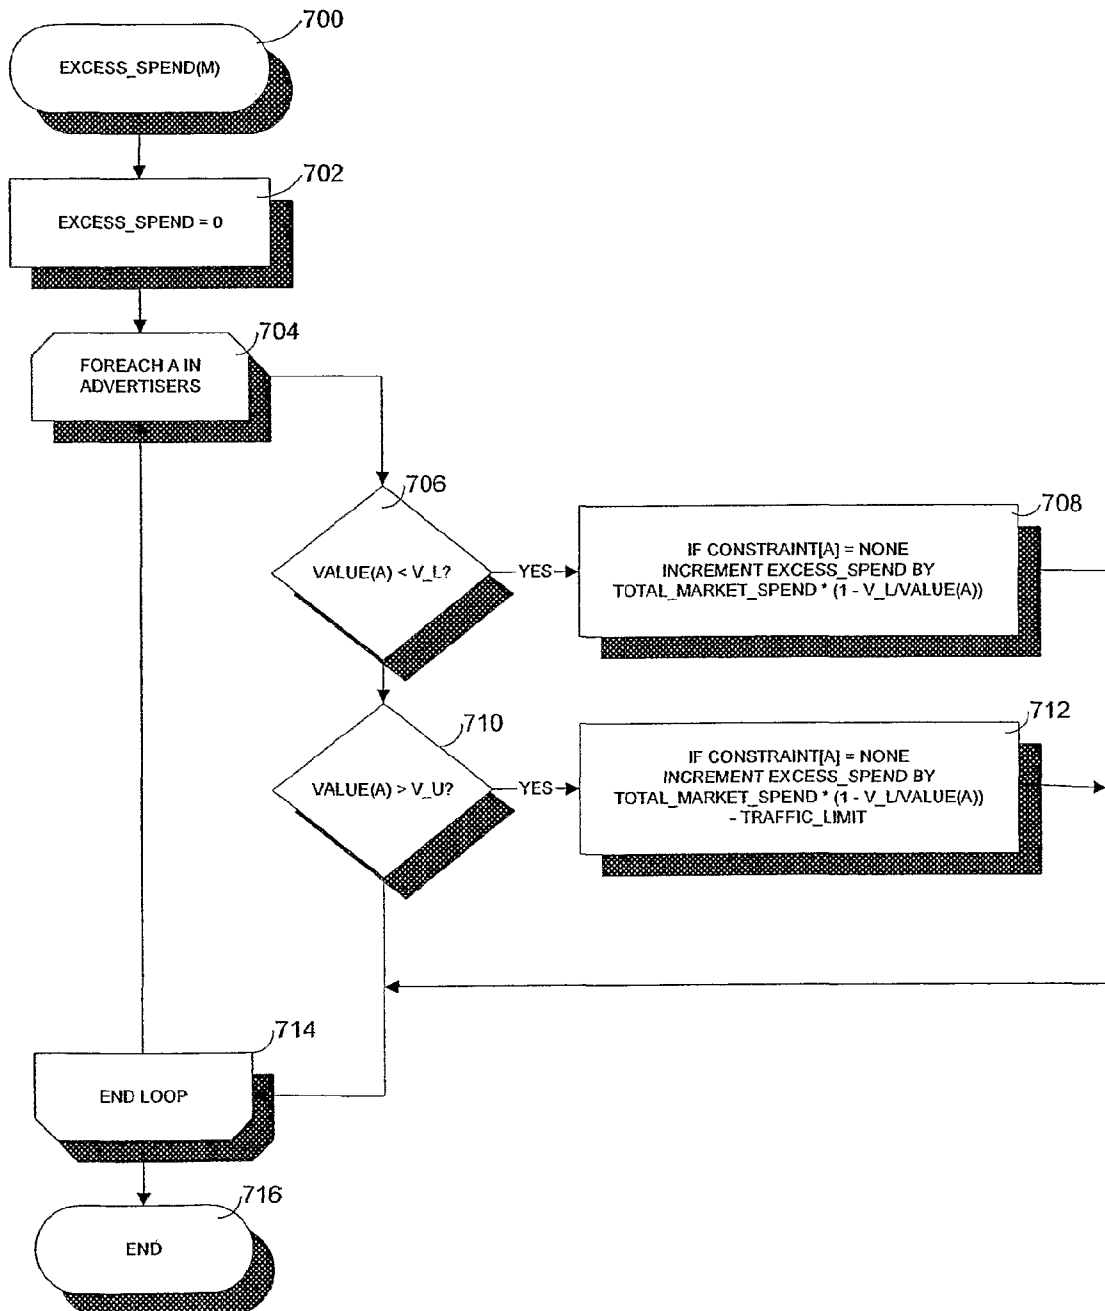 700
EXCESS_SPEND(M)
702
EXCESS_SPEND = 0
704
FOREACH A IN
ADVERTISERS
706
VALUE(A) < V_L?
YES
708
IF CONSTRAINT[A] = NONE
INCREMENT EXCESS_SPEND BY
TOTAL_MARKET_SPEND * (1 - V_L/VALUE(A))
710
VALUE(A) > V_U?
YES
712
IF CONSTRAINT[A] = NONE
INCREMENT EXCESS_SPEND BY
TOTAL_MARKET_SPEND * (1 - V_L/VALUE(A))
- TRAFFIC_LIMIT
714
END LOOP
716
END